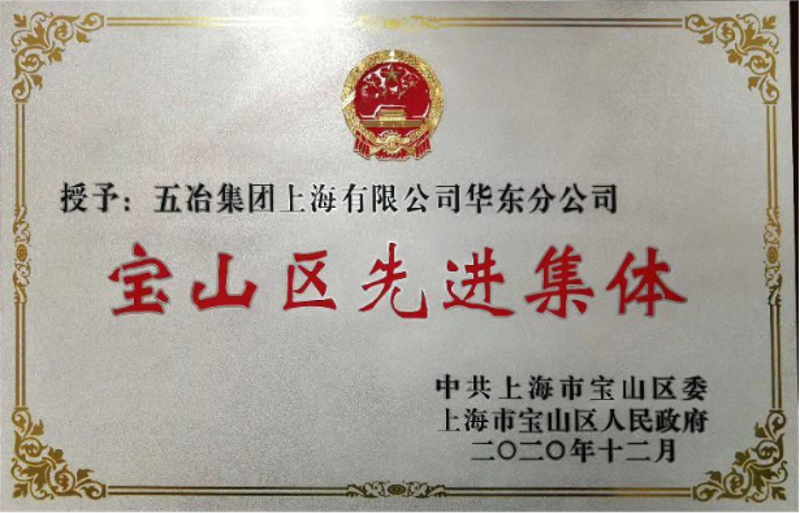 授予：五冶集团上海有限公司华东分公司
宝山区先进集体
中共上海市宝山区委
上海市宝山区人民政府
二〇二〇年十二月